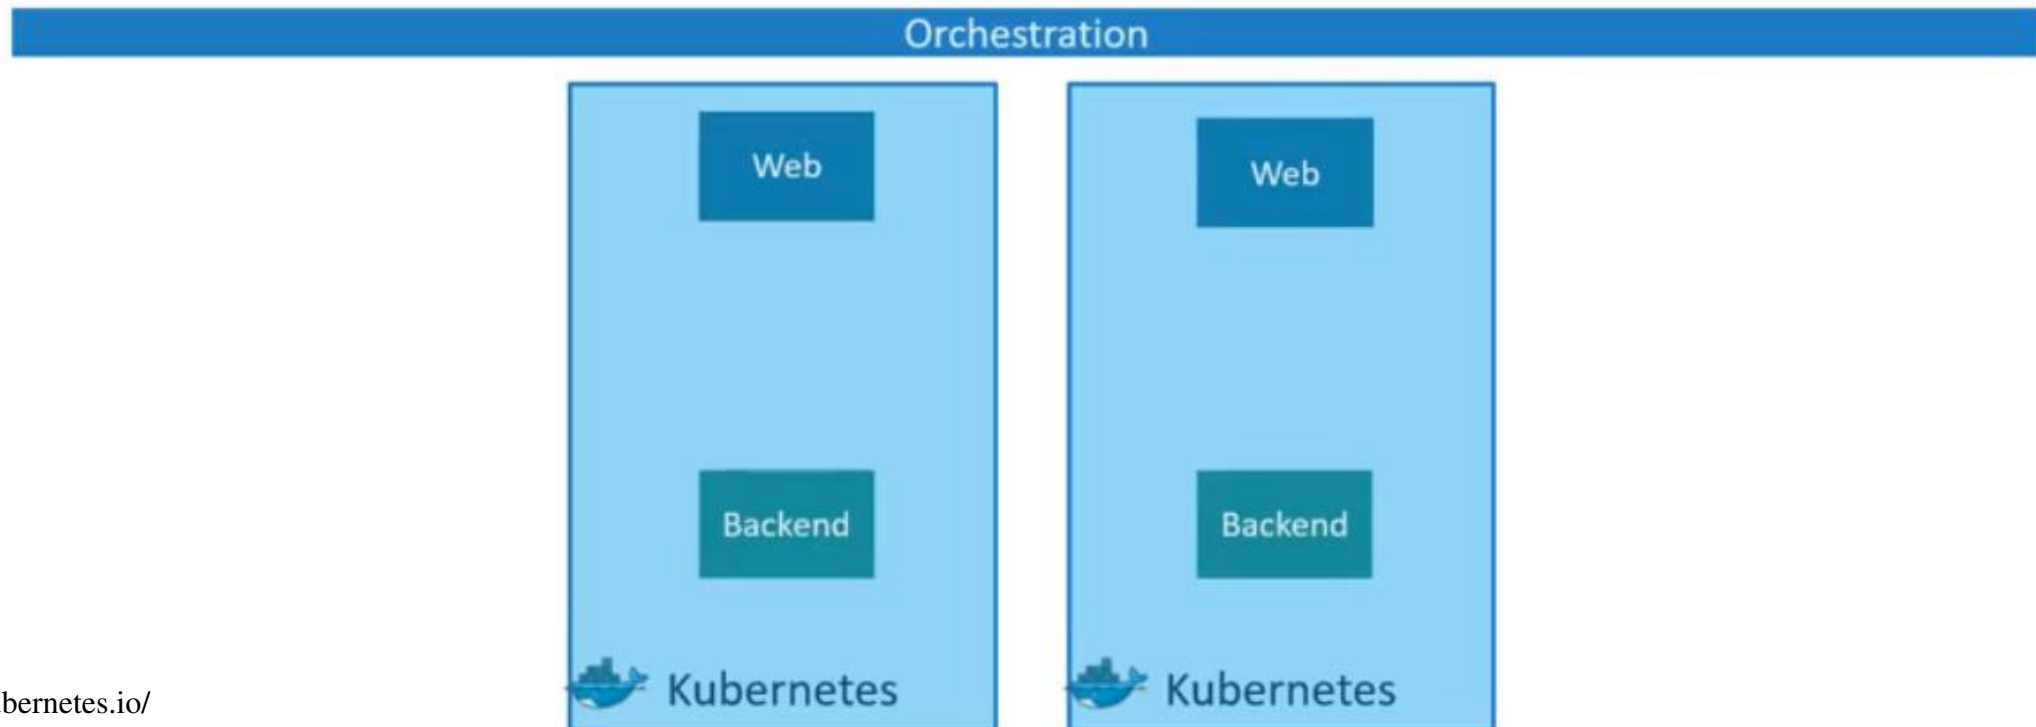 Orchestration
Web
Web
Backend
Backend
Kubernetes
Kubernetes
bernetes.io/